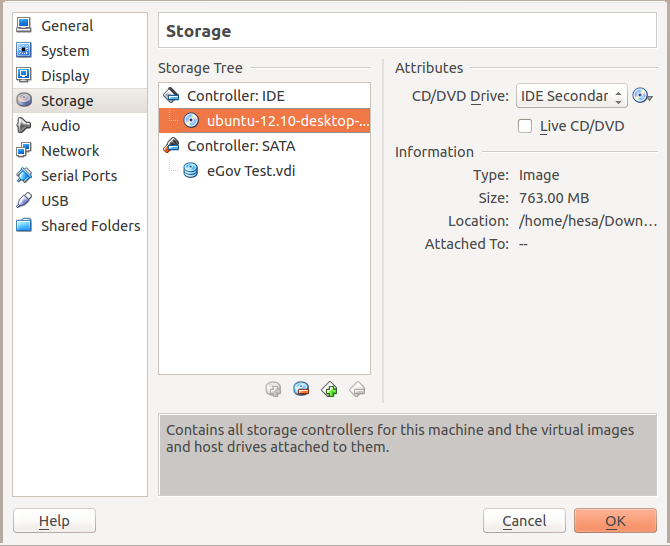 General
System
Display
Storage
Audio
Network
Serial Ports
USB
Shared Folders
Storage
Storage Tree
Controller: IDE
ubuntu-12.10-desktop-...
Controller: SATA
eGov Test.vdi
Attributes
CD/DVD Drive: IDE Secondar
Live CD/DVD
Information
Type: Image
Size: 763.00 MB
Location: /home/hesa/Down...
Attached To: --
Contains all storage controllers for this machine and the virtual images
and host drives attached to them.
Help
Cancel
OK